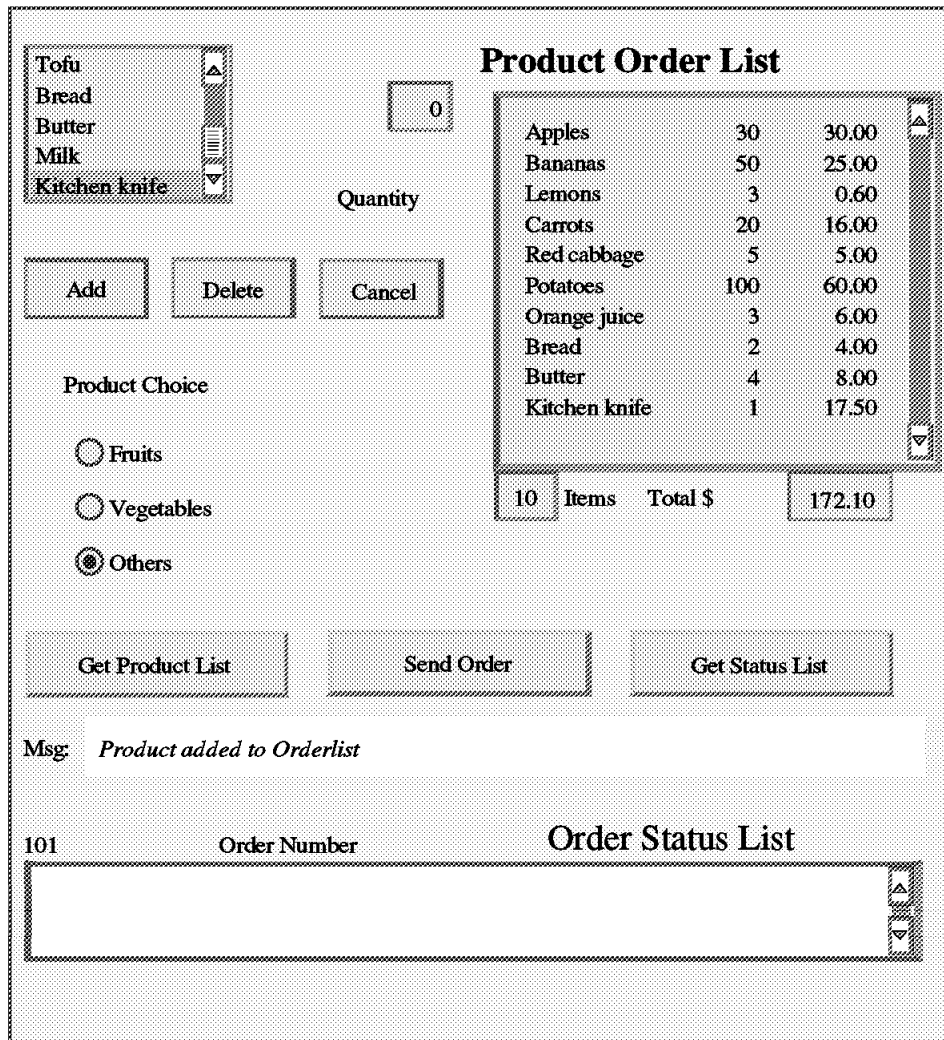 Tofu
Bread
Butter
Milk
Kitchen knife
0
Quantity
Add Delete Cancel
Product Choice
Fruits
Vegetables
Others
Product Order List
Apples 30 30.00
Bananas 50 25.00
Lemons 3 0.60
Carrots 20 16.00
Red cabbage 5 5.00
Potatoes 100 60.00
Orange juice 3 6.00
Bread 2 4.00
Butter 4 8.00
Kitchen knife 1 17.50
10 Items Total $ 172.10
Get Product List Send Order Get Status List
Msg: Product added to Orderlist
101 Order Number Order Status List